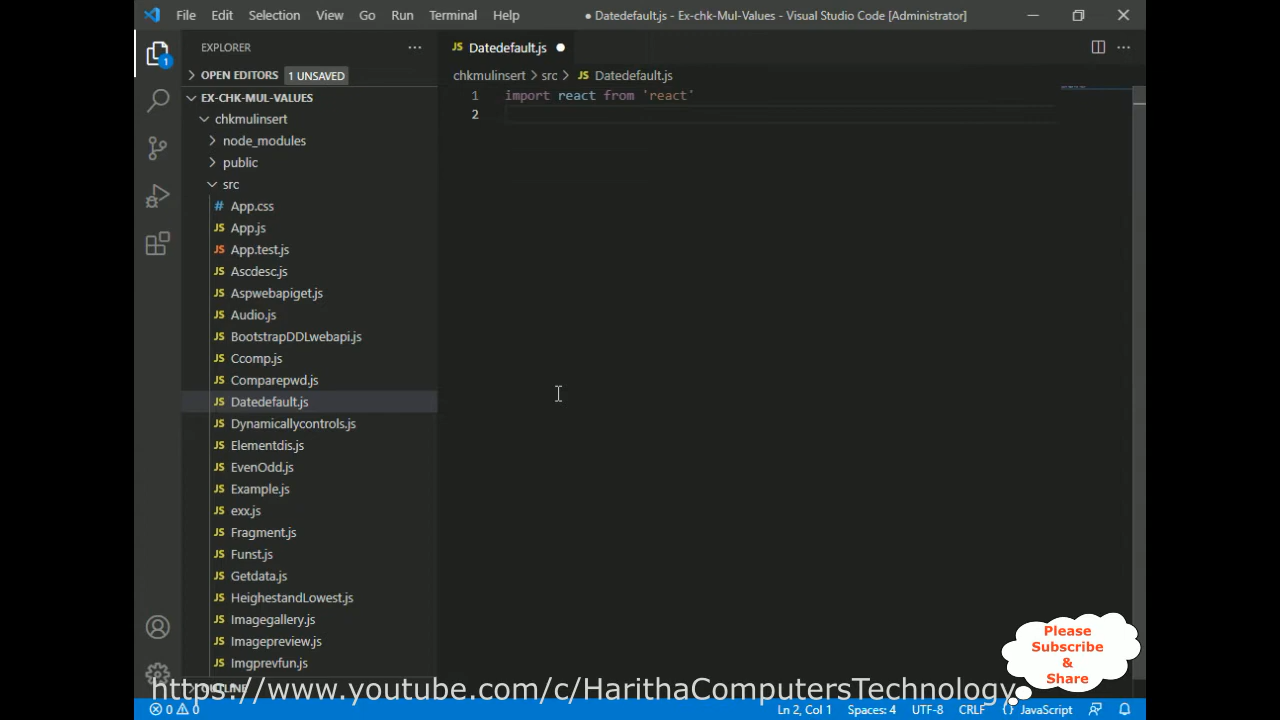 File Edit Selection View Go Run Terminal Help
● Datedefault.js - Ex-chk-Mul-Values - Visual Studio Code [Administrator]
EXPLORER
Datedefault.js
1
OPEN EDITORS 1 UNSAVED
EX-CHK-MUL-VALUES
chkmulinsert
node_modules
public
src
App.css
App.js
App.test.js
Ascdesc.js
Aspwebapiget.js
Audio.js
BootstrapDDLwebapi.js
Ccomp.js
Comparepwd.js
Datedefault.js
Dynamicallycontrols.js
Elementdis.js
EvenOdd.js
Example.js
exx.js
Fragment.js
Funst.js
Getdata.js
HeighestandLowest.js
Imagegallery.js
Imagepreview.js
Imgprevfun.js
OUTLINE
chkmulinsert > src > JS Datedefault.js
1 import react from 'react'
2
Please
Subscribe
&
Share
https://www.youtube.com/c/HarithaComputersTechnology
0 0 Ln 2, Col 1 Spaces: 4 UTF-8 CRLF {} JavaScript